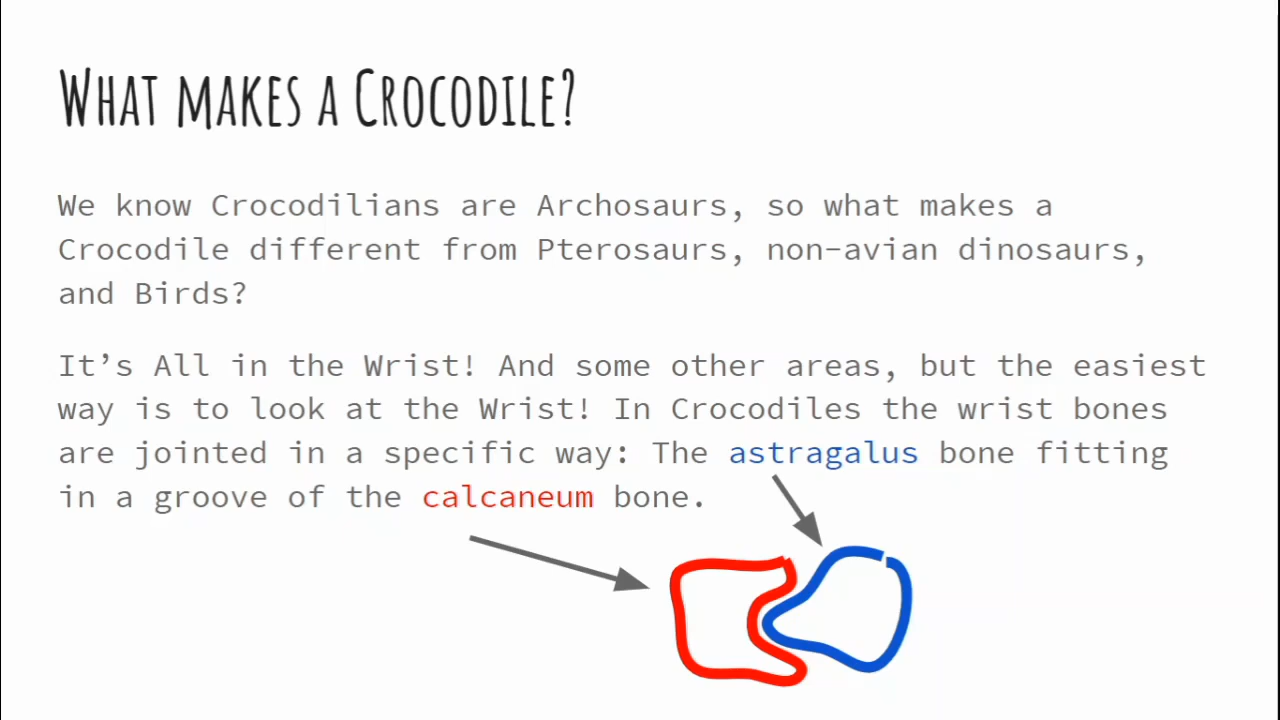 What makes a Crocodile?
We know Crocodilians are Archosaurs, so what makes a
Crocodile different from Pterosaurs, non-avian dinosaurs,
and Birds?
It’s All in the Wrist! And some other areas, but the easiest
way is to look at the Wrist! In Crocodiles the wrist bones
are jointed in a specific way: The astragalus bone fitting
in a groove of the calcaneum bone.